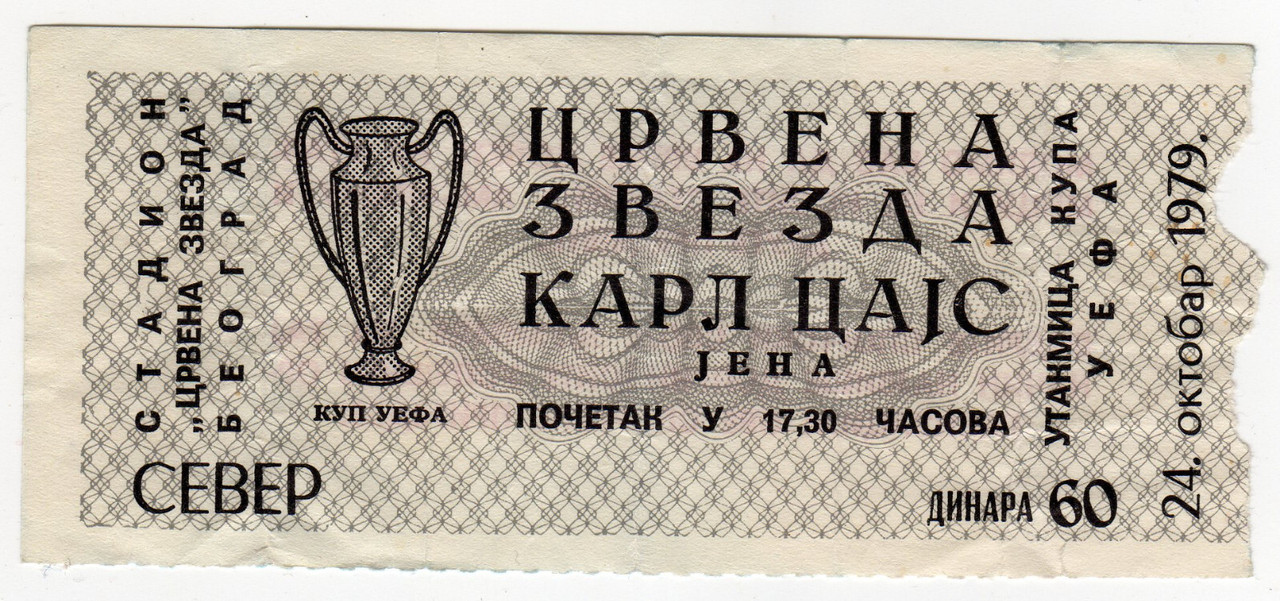 СТАДИОН
„ЦРВЕНА ЗВЕЗДА”
БЕОГРАД
СЕВЕР
КУП УЕФА
ЦРВЕНА
ЗВЕЗДА
КАРЛ ЦАЈС
ЈЕНА
ПОЧЕТАК У 17,30 ЧАСОВА
ДИНАРА 60
УТАКМИЦА КУПА
УЕФА
24. октобар 1979.